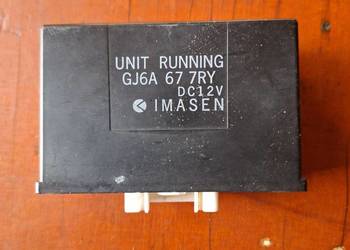 UNIT RUNNING
GJ6A 67 7RY
DC12V
IMASEN